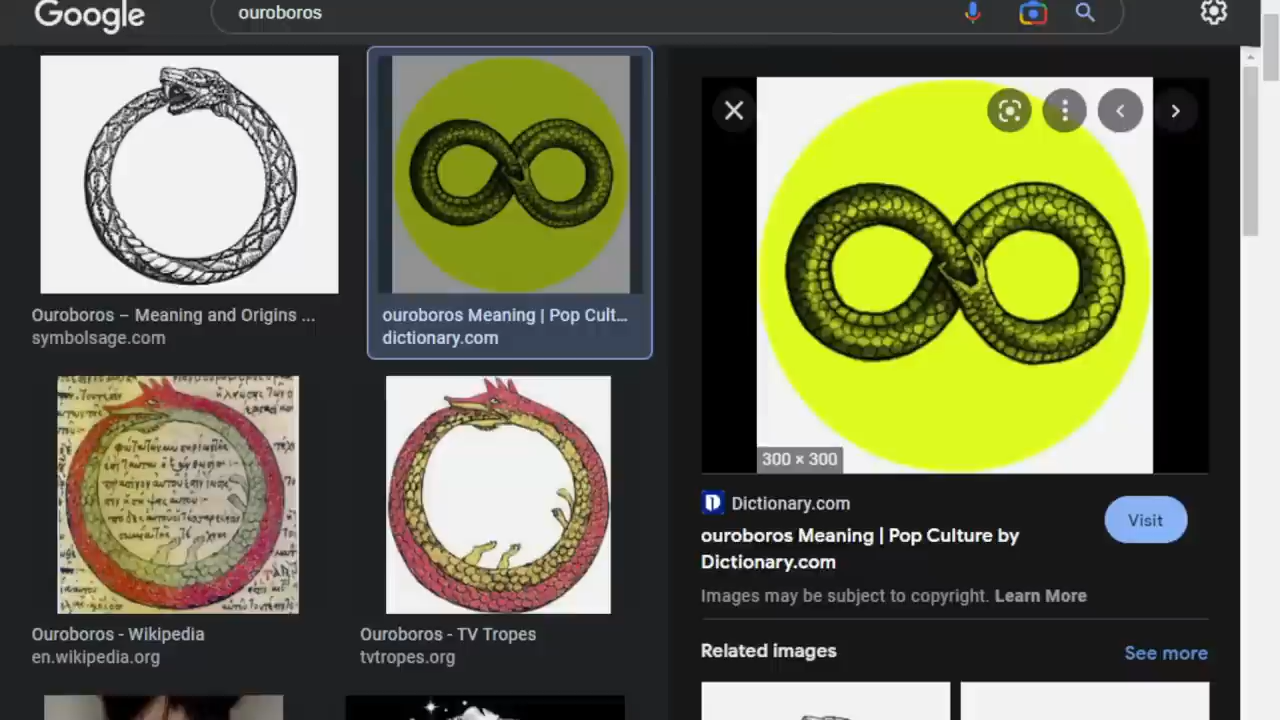 Google
ouroboros
Ouroboros – Meaning and Origins ...
symbolsage.com
ouroboros Meaning | Pop Cult...
dictionary.com
Ouroboros - Wikipedia
en.wikipedia.org
Ouroboros - TV Tropes
tvtropes.org
300 × 300
Dictionary.com
ouroboros Meaning | Pop Culture by
Dictionary.com
Visit
Images may be subject to copyright. Learn More
Related images
See more